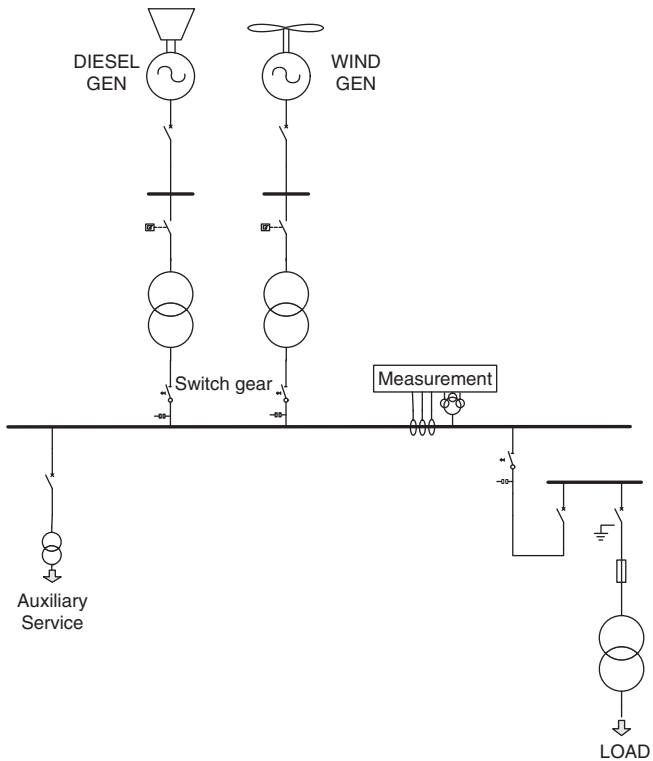 DIESEL
GEN
WIND
GEN
Switch gear
Measurement
Auxiliary
Service
LOAD